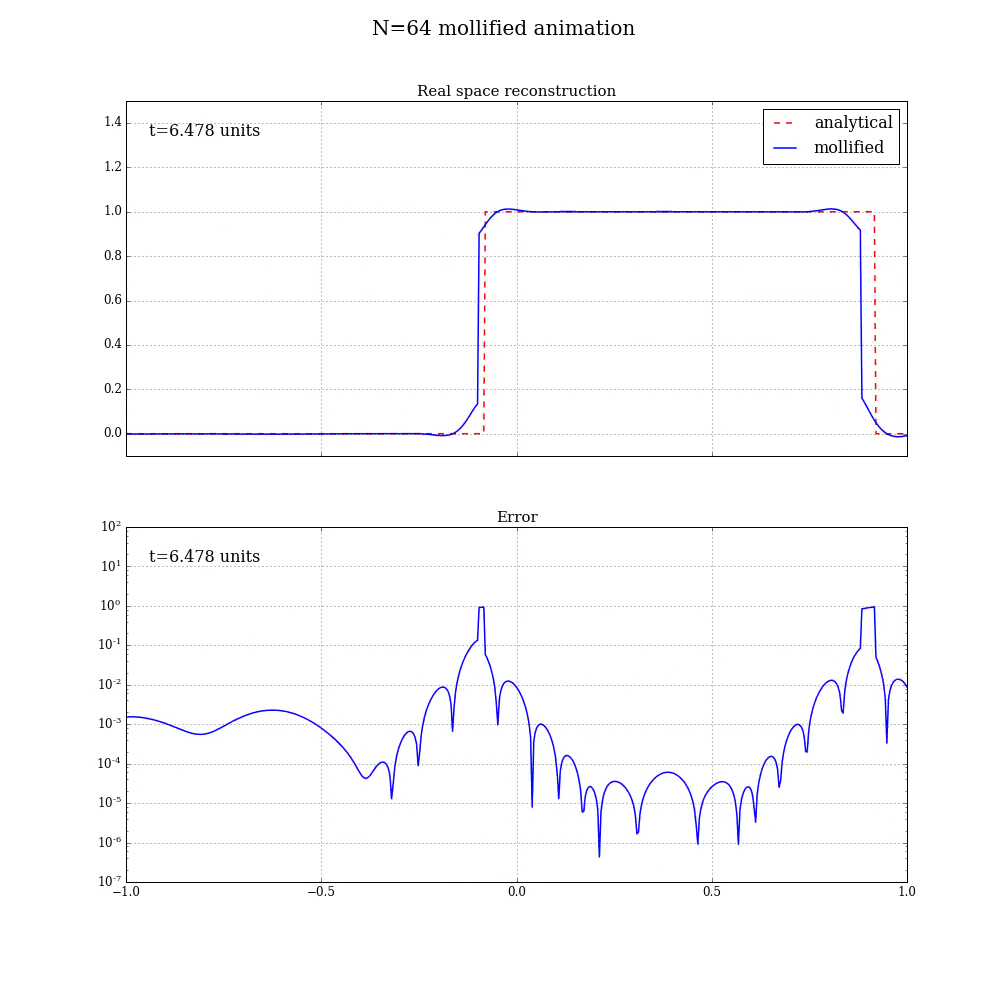 N=64 mollified animation
Real space reconstruction
t=6.478 units
analytical
mollified
1.4
1.2
1.0
0.8
0.6
0.4
0.2
0.0
Error
t=6.478 units
10²
10¹
10⁰
10⁻¹
10⁻²
10⁻³
10⁻⁴
10⁻⁵
10⁻⁶
10⁻⁷
−1.0 −0.5 0.0 0.5 1.0